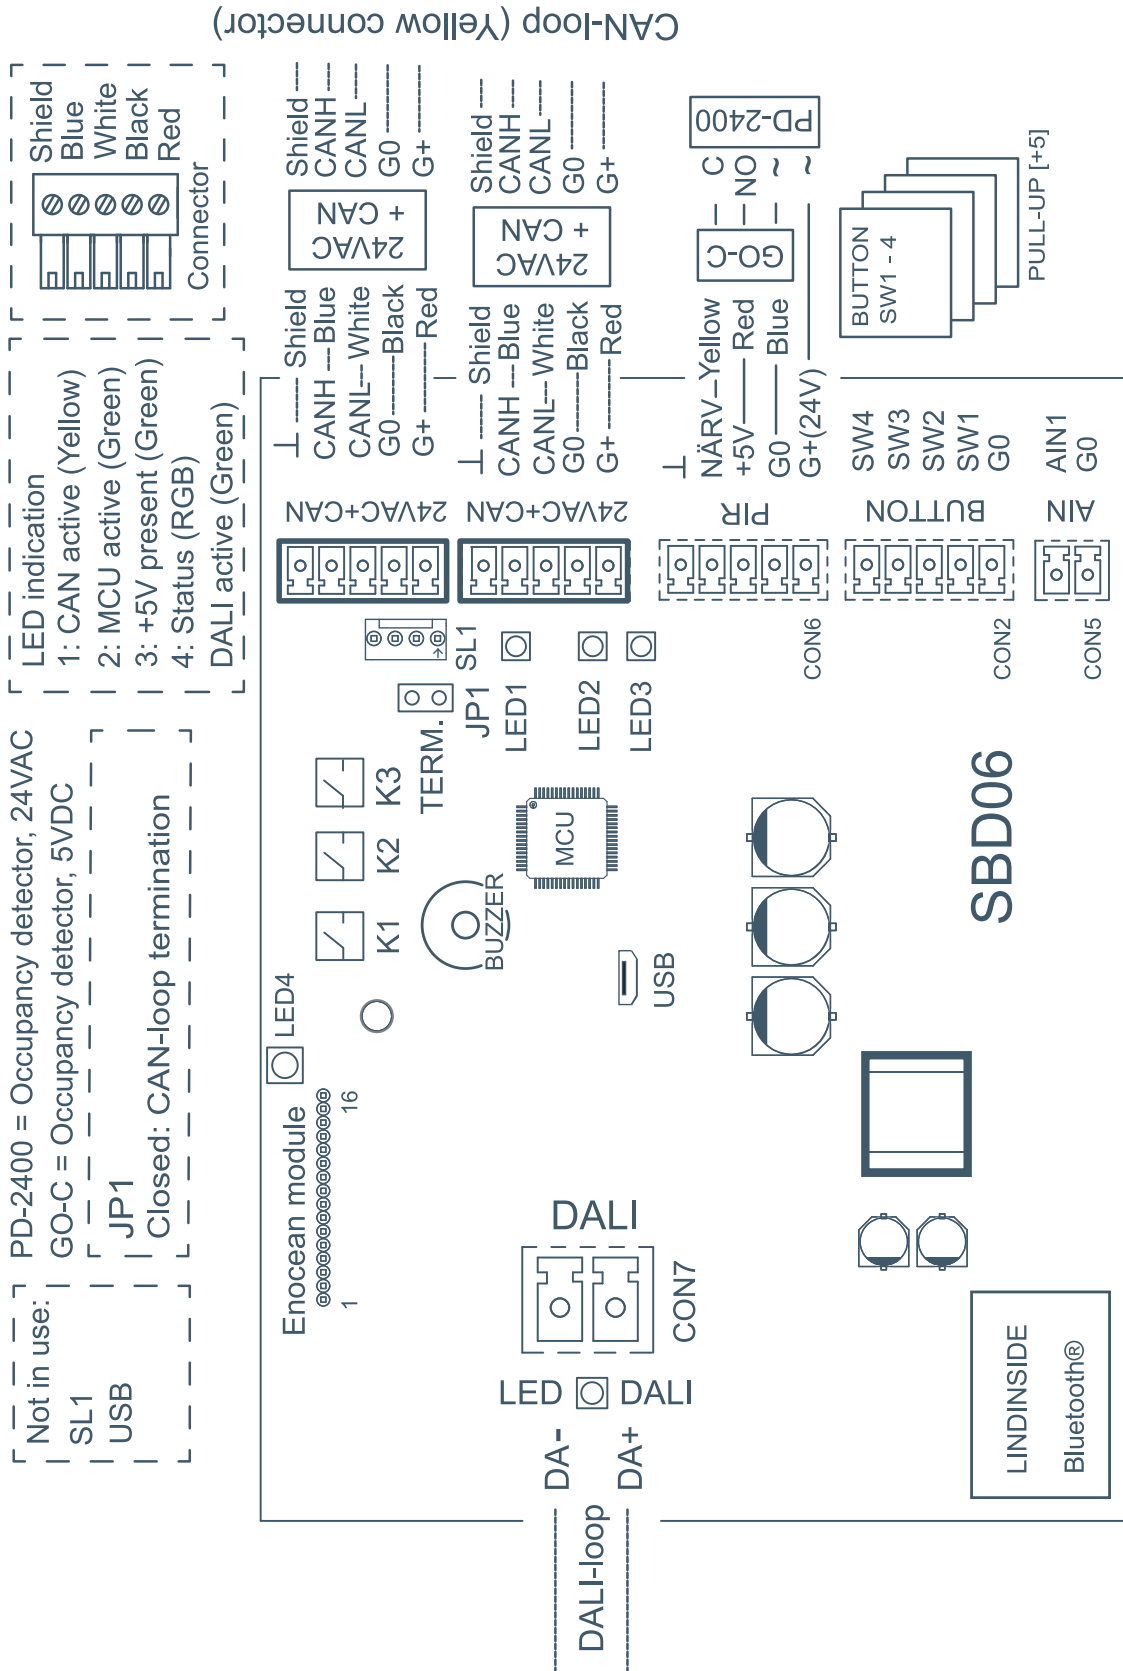 Not in use:
SL1
USB
PD-2400 = Occupancy detector, 24VAC
GO-C = Occupancy detector, 5VDC
JP1
Closed: CAN-loop termination
LED indication
1: CAN active (Yellow)
2: MCU active (Green)
3: +5V present (Green)
4: Status (RGB)
DALI active (Green)
Shield
Blue
White
Black
Red
Connector
CAN-loop (Yellow connector)
Shield
CANH
CANL
G0
G+
24VAC
+ CAN
⊥ Shield
CANH Blue
CANL White
G0 Black
G+ Red
24VAC+CAN
Shield
CANH
CANL
G0
G+
24VAC
+ CAN
⊥ Shield
CANH Blue
CANL White
G0 Black
G+ Red
24VAC+CAN
PD-2400
C
NO
~
~
GO-C
⊥
NÄRV Yellow
+5V Red
G0 Blue
G+(24V)
PIR
CON6
BUTTON
SW1 - 4
PULL-UP [+5]
SW4
SW3
SW2
SW1
G0
BUTTON
CON2
AIN1
G0
AIN
CON5
SL1
TERM.
JP1
LED1
LED2
LED3
K3
K2
K1
MCU
BUZZER
LED4
USB
SBD06
Enocean module
1
16
DALI
CON7
LED
DALI
DA-
DA+
DALI-loop
LINDINSIDE
Bluetooth®